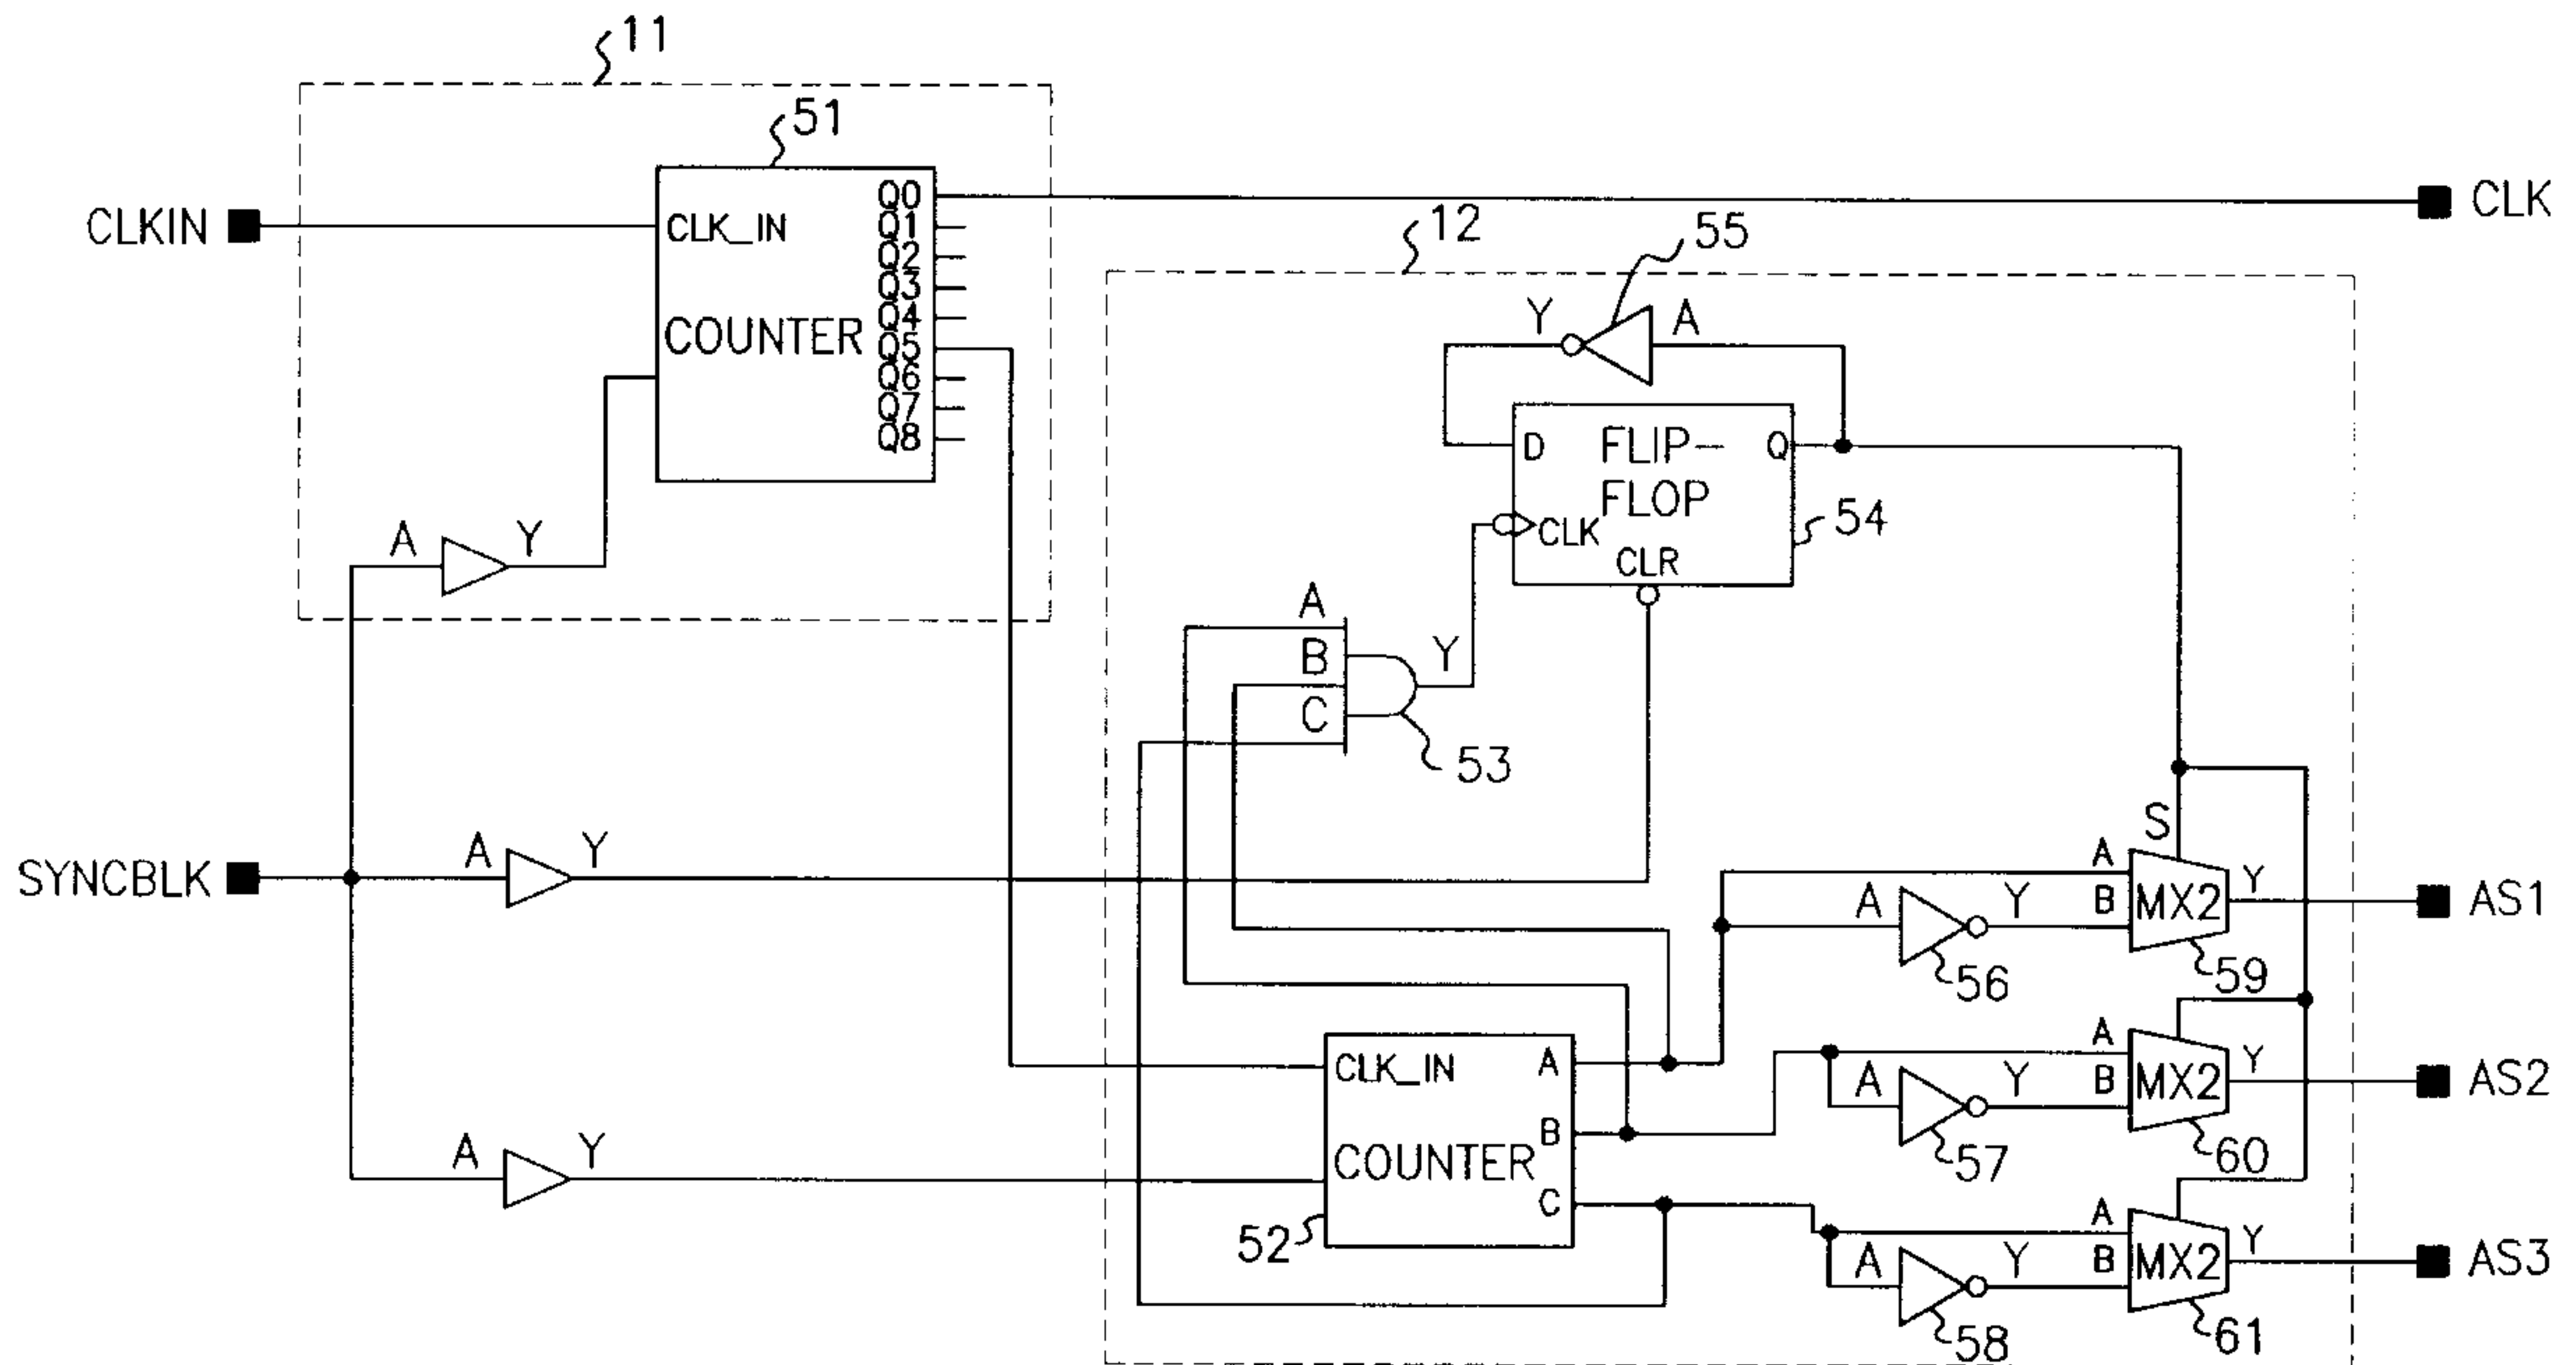 11
51
CLKIN
CLK_IN
COUNTER
Q0
Q1
Q2
Q3
Q4
Q5
Q6
Q7
Q8
CLK
12
55
Y
A
D
FLIP-
FLOP
Q
CLK
CLR
54
A
Y
A
B
C
Y
53
SYNCBLK
A
Y
A
Y
CLK_IN
COUNTER
A
B
C
52
S
A
B
MX2
Y
AS1
A
Y
56
59
A
B
MX2
Y
AS2
A
Y
57
60
A
B
MX2
Y
AS3
A
Y
58
61